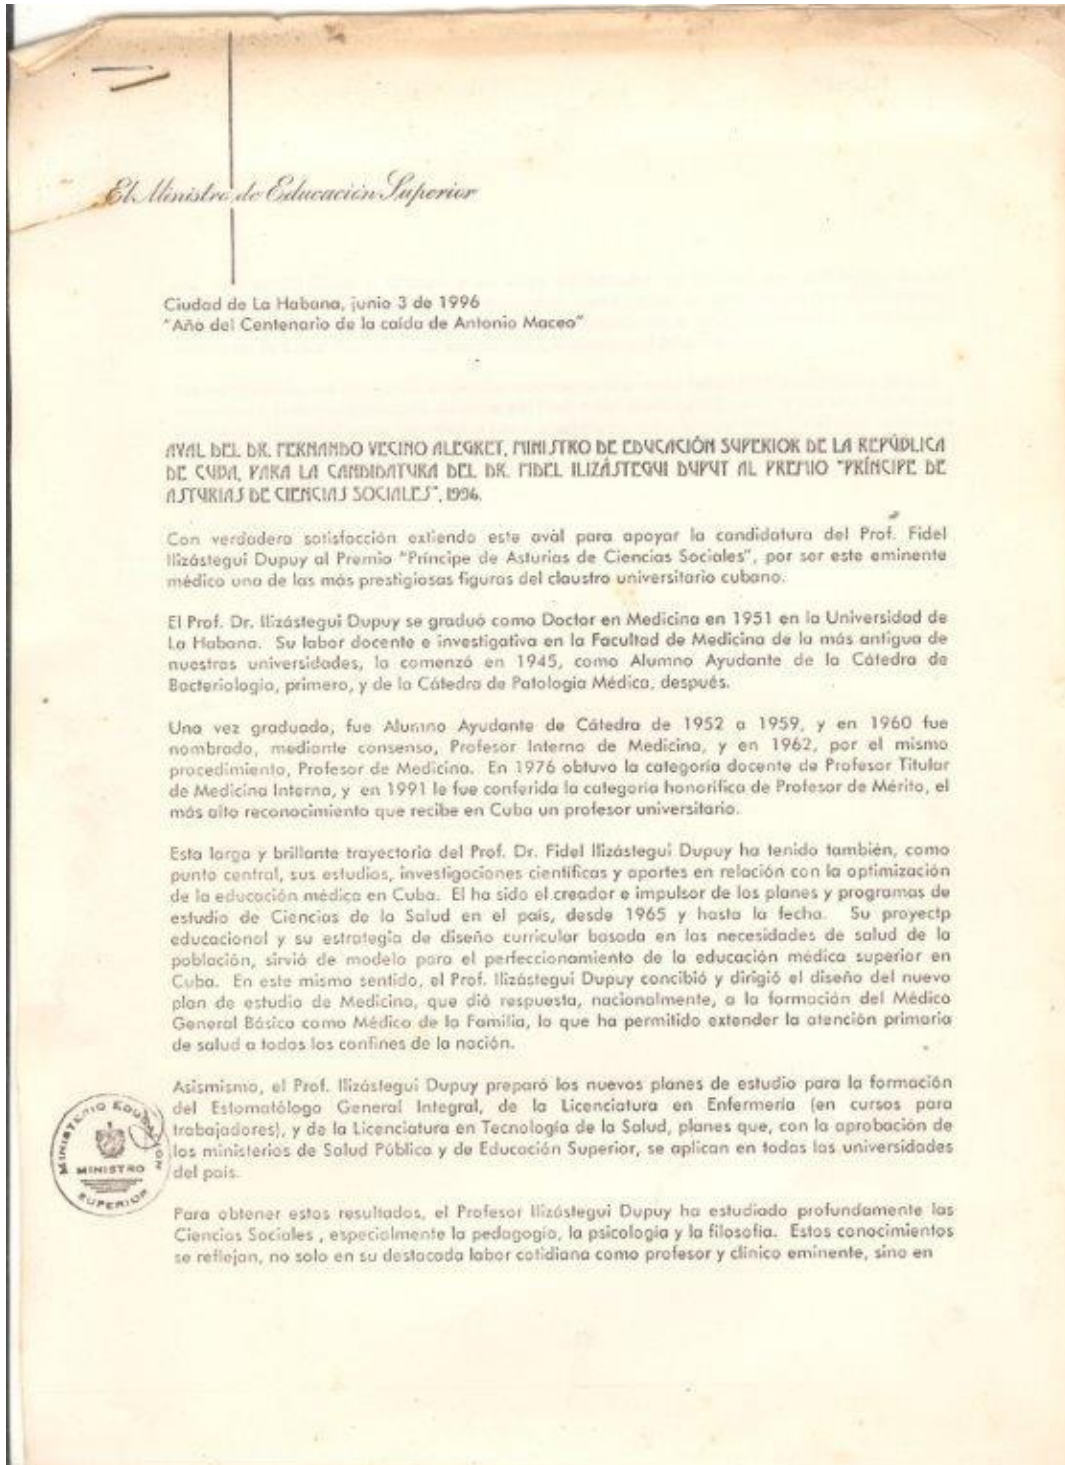 El Ministro de Educación Superior
Ciudad de La Habana, junio 3 de 1996
"Año del Centenario de la caída de Antonio Maceo"
AVAL DEL DR. FERNANDO VECINO ALEGRET, MINISTRO DE EDUCACIÓN SUPERIOR DE LA REPÚBLICA
DE CUBA, PARA LA CANDIDATURA DEL DR. FIDEL ILIZÁSTEGUI DUPUY AL PREMIO "PRÍNCIPE DE
ASTURIAS DE CIENCIAS SOCIALES", 1996.
Con verdadera satisfacción extiendo este avál para apoyar la candidatura del Prof. Fidel
Ilizástegui Dupuy al Premio "Príncipe de Asturias de Ciencias Sociales", por ser este eminente
médico una de las más prestigiosas figuras del claustro universitario cubano.
El Prof. Dr. Ilizástegui Dupuy se graduó como Doctor en Medicina en 1951 en la Universidad de
La Habana. Su labor docente e investigativa en la Facultad de Medicina de la más antigua de
nuestras universidades, la comenzó en 1945, como Alumno Ayudante de la Cátedra de
Bacteriología, primero, y de la Cátedra de Patología Médica, después.
Una vez graduado, fue Alumno Ayudante de Cátedra de 1952 a 1959, y en 1960 fue
nombrado, mediante consenso, Profesor Interno de Medicina, y en 1962, por el mismo
procedimiento, Profesor de Medicina. En 1976 obtuvo la categoría docente de Profesor Titular
de Medicina Interna, y en 1991 le fue conferida la categoría honorífica de Profesor de Mérito, el
más alto reconocimiento que recibe en Cuba un profesor universitario.
Esta larga y brillante trayectoria del Prof. Dr. Fidel Ilizástegui Dupuy ha tenido también, como
punto central, sus estudios, investigaciones científicas y aportes en relación con la optimización
de la educación médica en Cuba. El ha sido el creador e impulsor de los planes y programas de
estudio de Ciencias de la Salud en el país, desde 1965 y hasta la fecha. Su proyectp
educacional y su estrategia de diseño curricular basada en las necesidades de salud de la
población, sirvió de modelo para el perfeccionamiento de la educación médica superior en
Cuba. En este mismo sentido, el Prof. Ilizástegui Dupuy concibió y dirigió el diseño del nuevo
plan de estudio de Medicina, que dió respuesta, nacionalmente, a la formación del Médico
General Básico como Médico de la Familia, lo que ha permitido extender la atención primaria
de salud a todos los confines de la nación.
Asismismo, el Prof. Ilizástegui Dupuy preparó los nuevos planes de estudio para la formación
del Estomatólogo General Integral, de la Licenciatura en Enfermería (en cursos para
trabajadores), y de la Licenciatura en Tecnología de la Salud, planes que, con la aprobación de
los ministerios de Salud Pública y de Educación Superior, se aplican en todas las universidades
del país.
MINISTERIO EDUCACION
MINISTRO
SUPERIOR
Para obtener estos resultados, el Profesor Ilizástegui Dupuy ha estudiado profundamente las
Ciencias Sociales , especialmente la pedagogía, la psicología y la filosofía. Estos conocimientos
se reflejan, no solo en su destacada labor cotidiana como profesor y clínico eminente, sino en